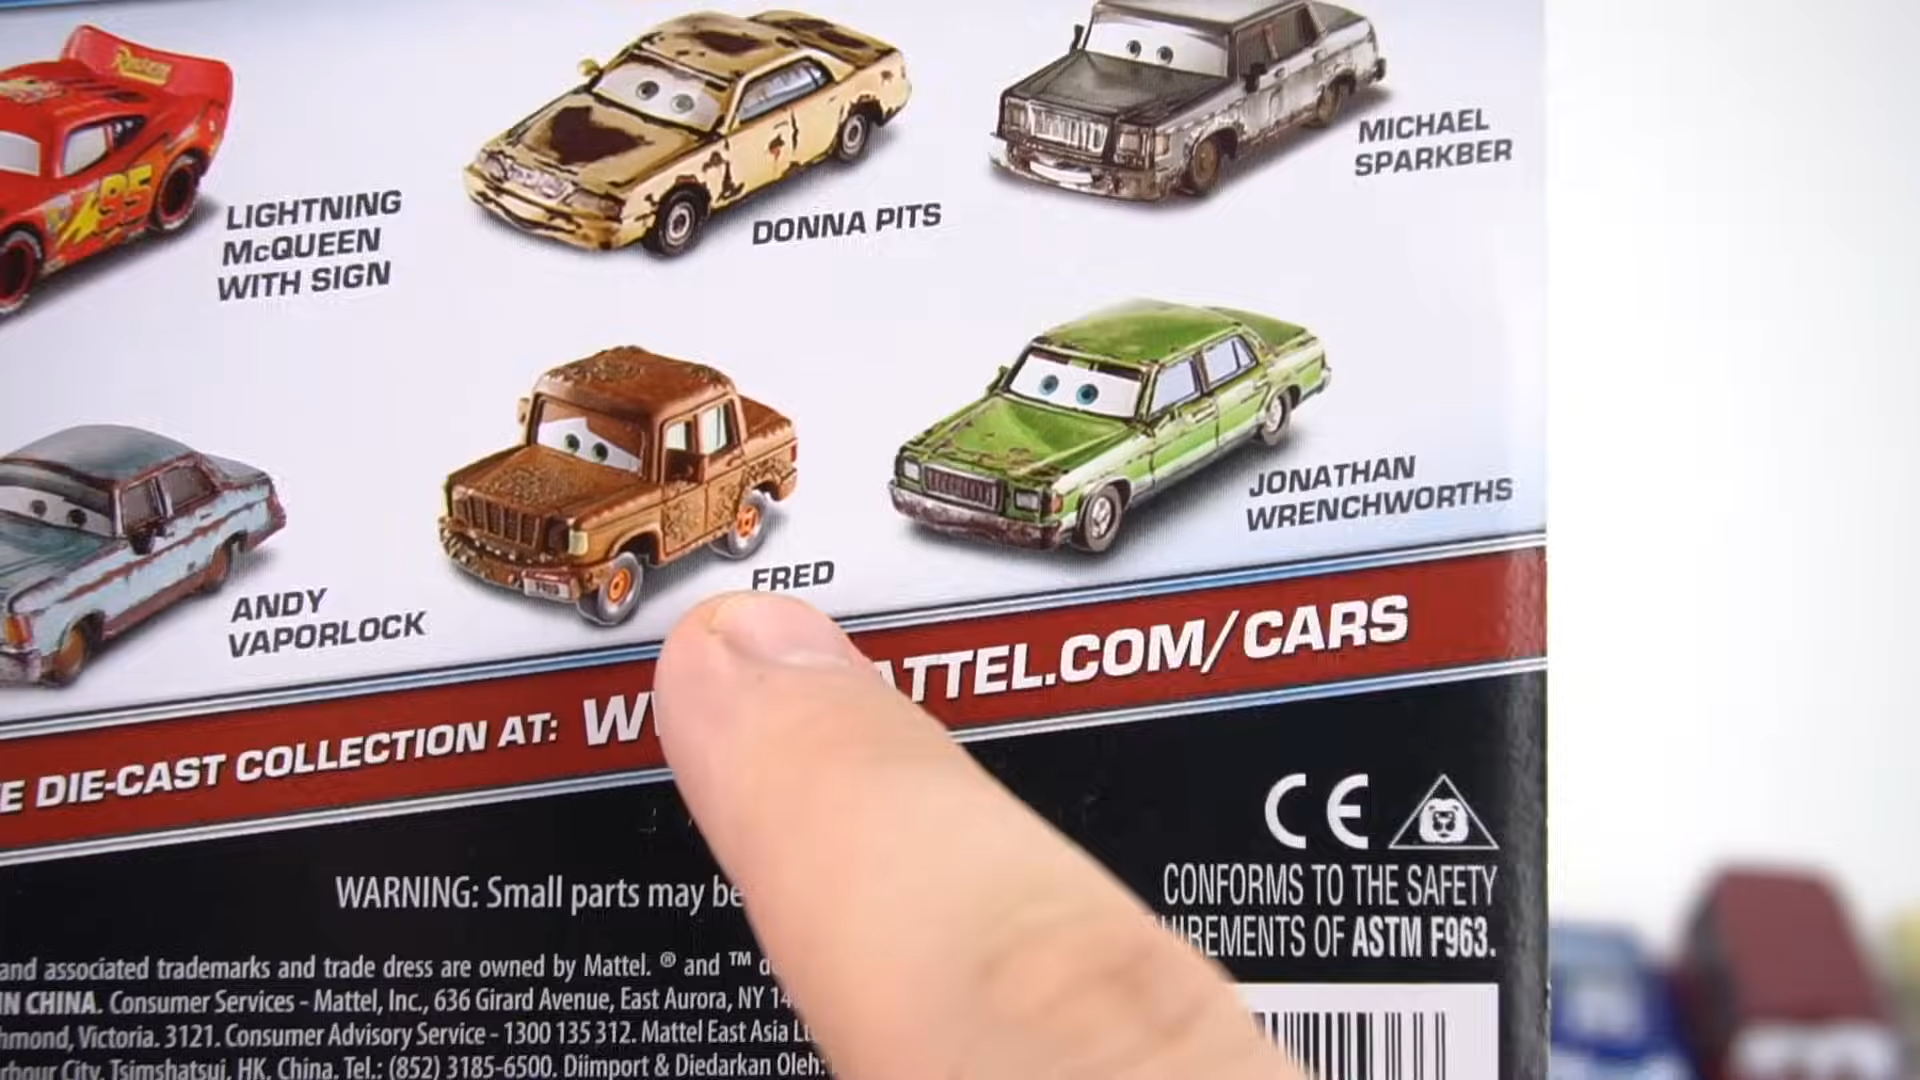 95
LIGHTNING
McQUEEN
WITH SIGN
DONNA PITS
MICHAEL
SPARKBER
ANDY
VAPORLOCK
FRED
FRED
JONATHAN
WRENCHWORTHS
E DIE-CAST COLLECTION AT: ATTEL.COM/CARS
CE
WARNING: Small parts may be
CONFORMS TO THE SAFETY
UIREMENTS OF ASTM F963.
and associated trademarks and trade dress are owned by Mattel. ® and ™
IN CHINA. Consumer Services - Mattel, Inc., 636 Girard Avenue, East Aurora, NY 14
hmond, Victoria. 3121. Consumer Advisory Service - 1300 135 312. Mattel East Asia
rbour City, Tsimshatsui, HK, China. Tel.: (852) 3185-6500. Diimport & Diedarkan Oleh: